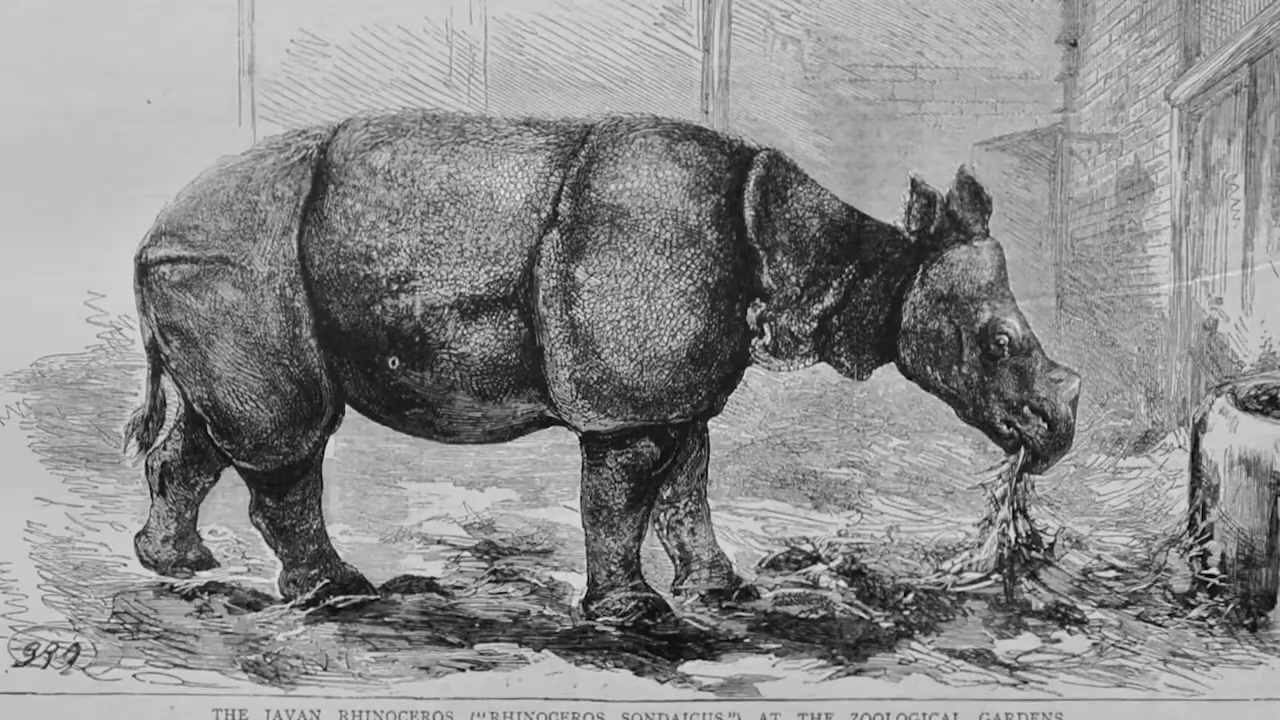 THE JAVAN RHINOCEROS ("RHINOCEROS SONDAICUS") AT THE ZOOLOGICAL GARDENS